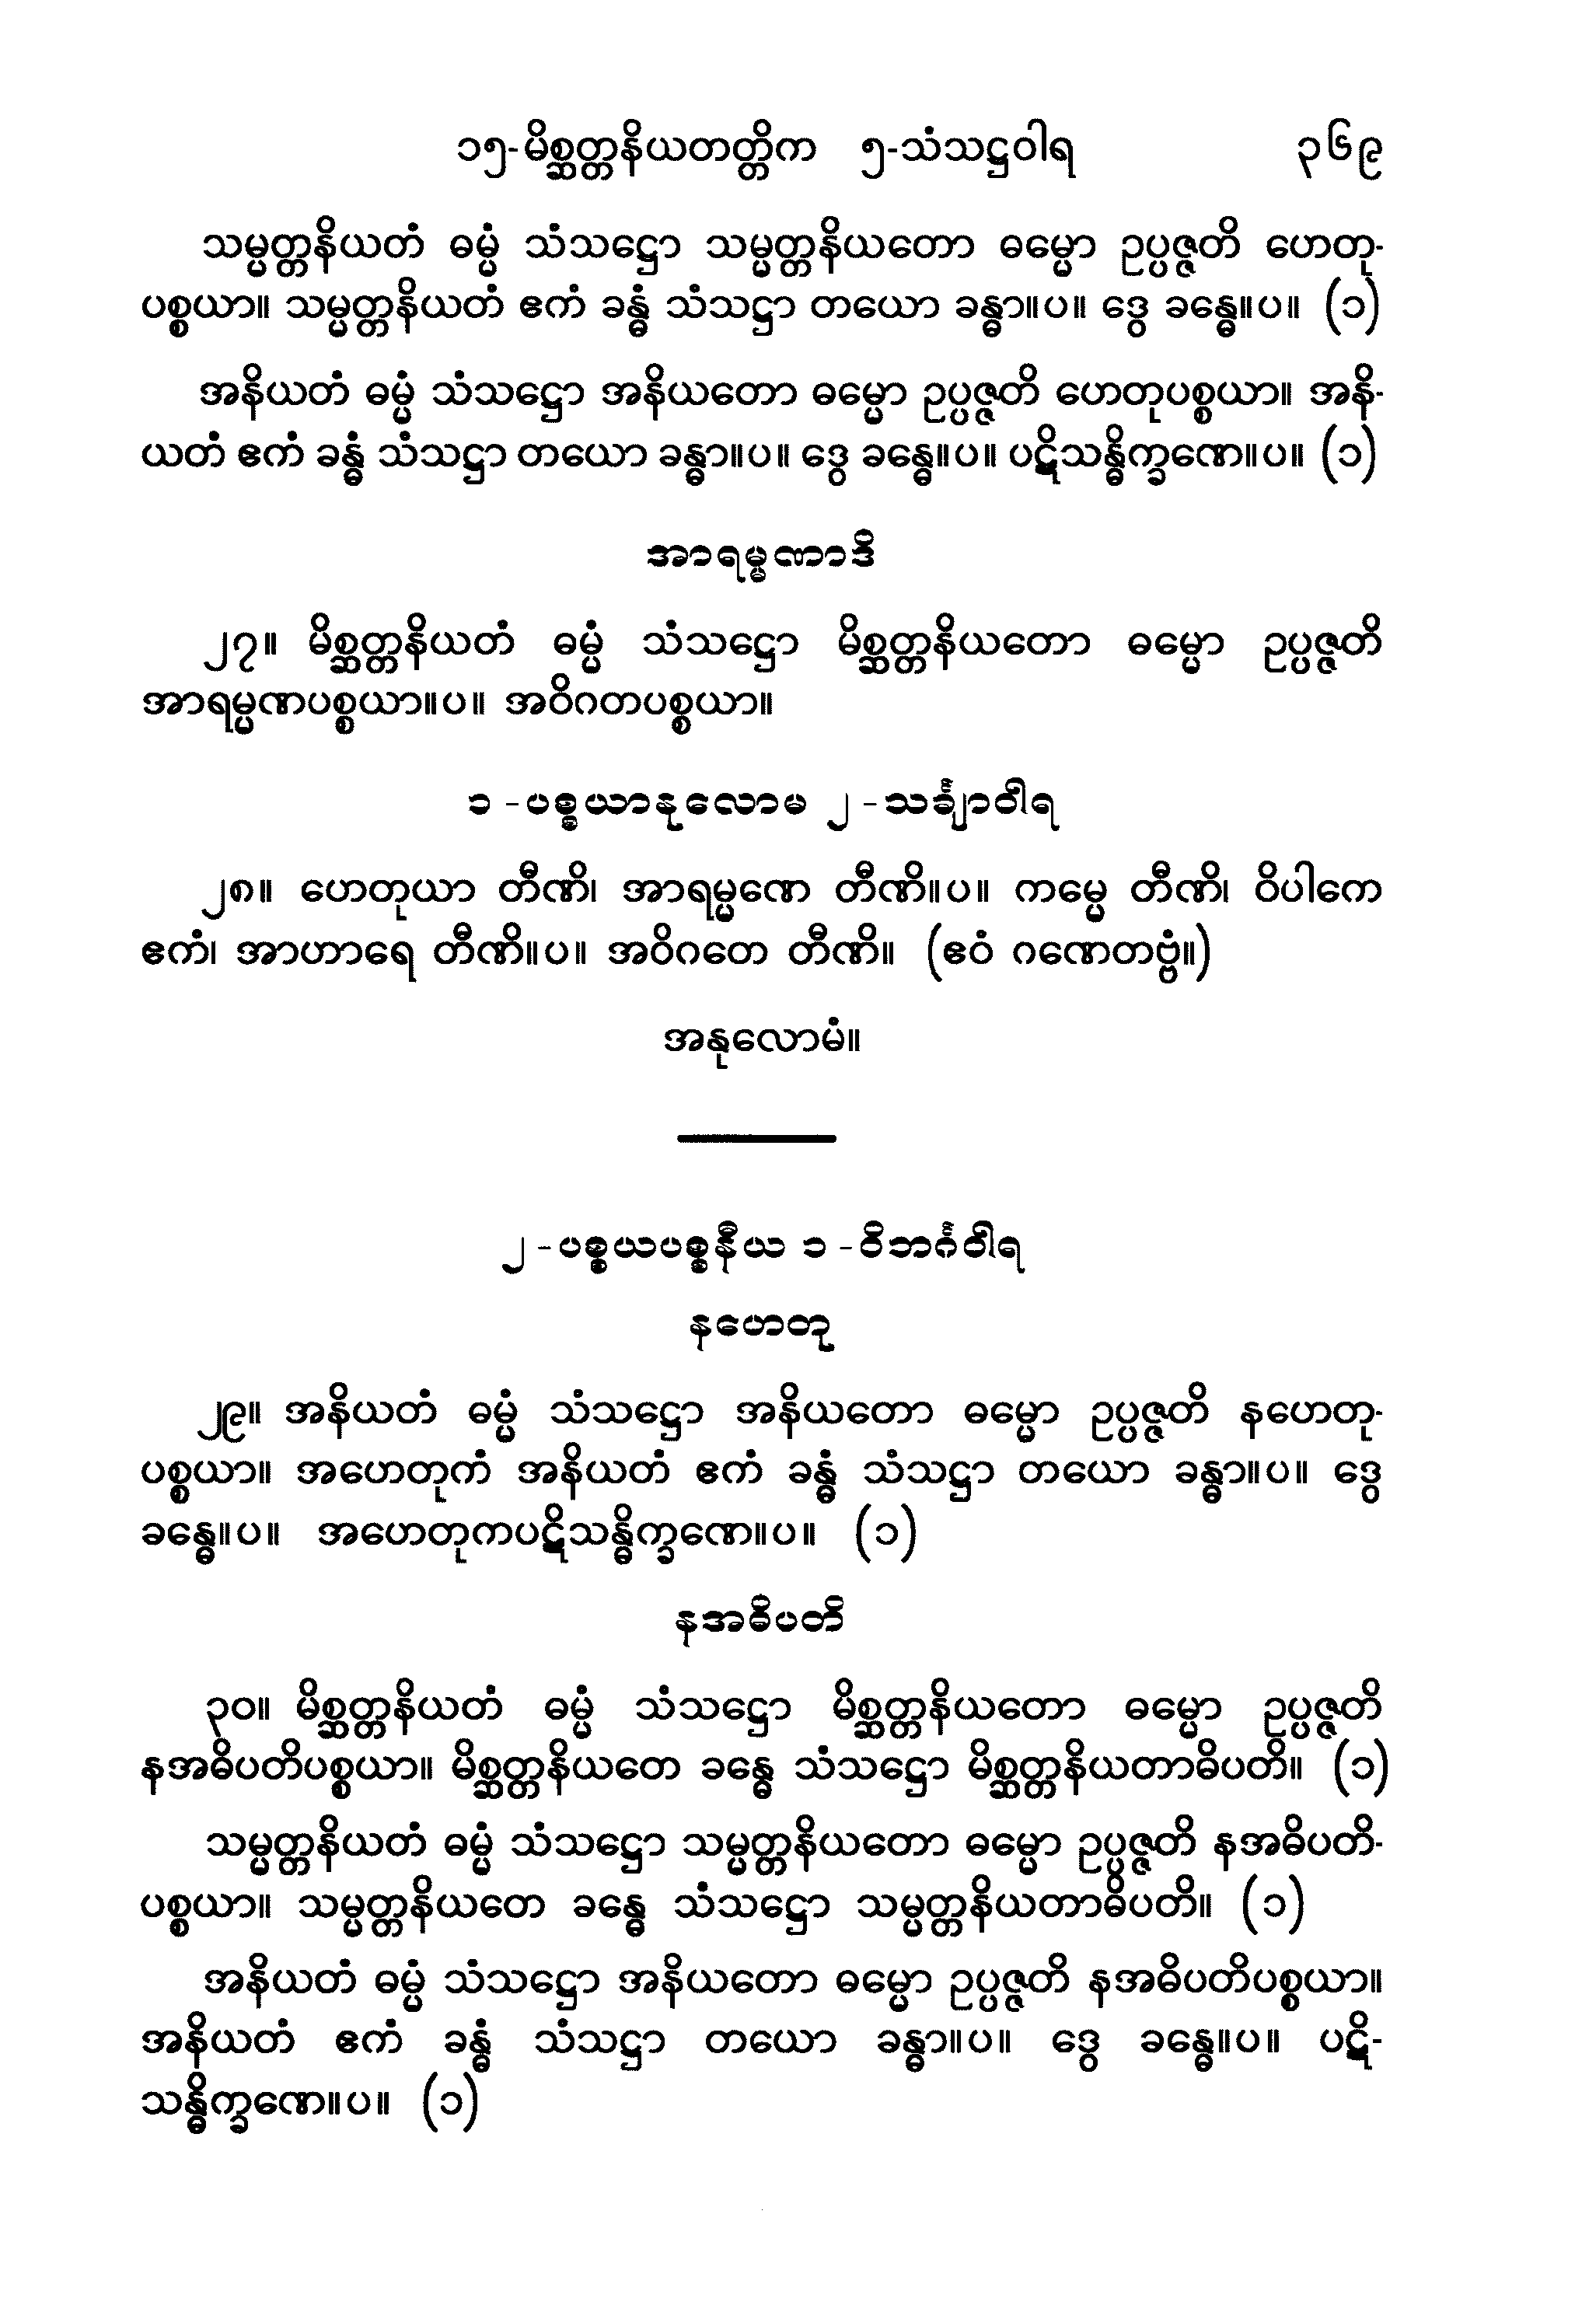 ၁၅-မိစ္ဆတ္တနိယတတ္တိက ၅-သံသဋ္ဌဝါရ ၃၆၉
သမ္မတ္တနိယတံ ဓမ္မံ သံသဋ္ဌော သမ္မတ္တနိယတော ဓမ္မော ဥပ္ပဇ္ဇတိ ဟေတု-
ပစ္စယာ။ သမ္မတ္တနိယတံ ဧကံ ခန္ဓံ သံသဋ္ဌာ တယော ခန္ဓာ။ပ။ ဒွေ ခန္ဓေ။ပ။ (၁)
အနိယတံ ဓမ္မံ သံသဋ္ဌော အနိယတော ဓမ္မော ဥပ္ပဇ္ဇတိ ဟေတုပစ္စယာ။ အနိ-
ယတံ ဧကံ ခန္ဓံ သံသဋ္ဌာ တယော ခန္ဓာ။ပ။ ဒွေ ခန္ဓေ။ပ။ ပဋိသန္ဓိက္ခဏေ။ပ။ (၁)
အာရမ္မဏာဒိ
၂၇။ မိစ္ဆတ္တနိယတံ ဓမ္မံ သံသဋ္ဌော မိစ္ဆတ္တနိယတော ဓမ္မော ဥပ္ပဇ္ဇတိ
အာရမ္မဏပစ္စယာ။ပ။ အဝိဂတပစ္စယာ။
၁-ပစ္စယာနုလောမ ၂-သင်္ချာဝါရ
၂၈။ ဟေတုယာ တီဏိ၊ အာရမ္မဏေ တီဏိ။ပ။ ကမ္မေ တီဏိ၊ ဝိပါကေ
ဧကံ၊ အာဟာရေ တီဏိ။ပ။ အဝိဂတေ တီဏိ။ (ဧဝံ ဂဏေတဗ္ဗံ။)
အနုလောမံ။
၂-ပစ္စယပစ္စနီယ ၁-ဝိဘင်္ဂဝါရ
နဟေတု
၂၉။ အနိယတံ ဓမ္မံ သံသဋ္ဌော အနိယတော ဓမ္မော ဥပ္ပဇ္ဇတိ နဟေတု-
ပစ္စယာ။ အဟေတုကံ အနိယတံ ဧကံ ခန္ဓံ သံသဋ္ဌာ တယော ခန္ဓာ။ပ။ ဒွေ
ခန္ဓေ။ပ။ အဟေတုကပဋိသန္ဓိက္ခဏေ။ပ။ (၁)
နအဓိပတိ
၃၀။ မိစ္ဆတ္တနိယတံ ဓမ္မံ သံသဋ္ဌော မိစ္ဆတ္တနိယတော ဓမ္မော ဥပ္ပဇ္ဇတိ
နအဓိပတိပစ္စယာ။ မိစ္ဆတ္တနိယတေ ခန္ဓေ သံသဋ္ဌော မိစ္ဆတ္တနိယတာဓိပတိ။ (၁)
သမ္မတ္တနိယတံ ဓမ္မံ သံသဋ္ဌော သမ္မတ္တနိယတော ဓမ္မော ဥပ္ပဇ္ဇတိ နအဓိပတိ-
ပစ္စယာ။ သမ္မတ္တနိယတေ ခန္ဓေ သံသဋ္ဌော သမ္မတ္တနိယတာဓိပတိ။ (၁)
အနိယတံ ဓမ္မံ သံသဋ္ဌော အနိယတော ဓမ္မော ဥပ္ပဇ္ဇတိ နအဓိပတိပစ္စယာ။
အနိယတံ ဧကံ ခန္ဓံ သံသဋ္ဌာ တယော ခန္ဓာ။ပ။ ဒွေ ခန္ဓေ။ပ။ ပဋိ-
သန္ဓိက္ခဏေ။ပ။ (၁)